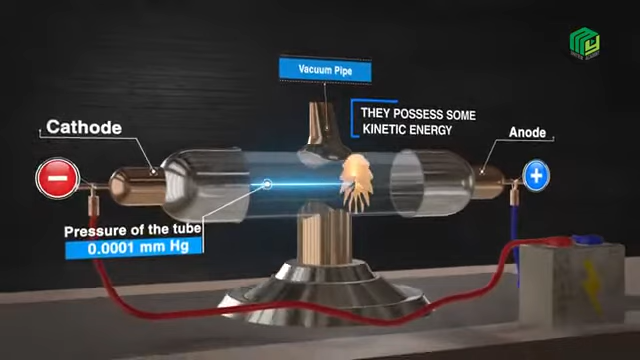 Vacuum Pipe
THEY POSSESS SOME
KINETIC ENERGY
Cathode
Anode
Pressure of the tube
0.0001 mm Hg